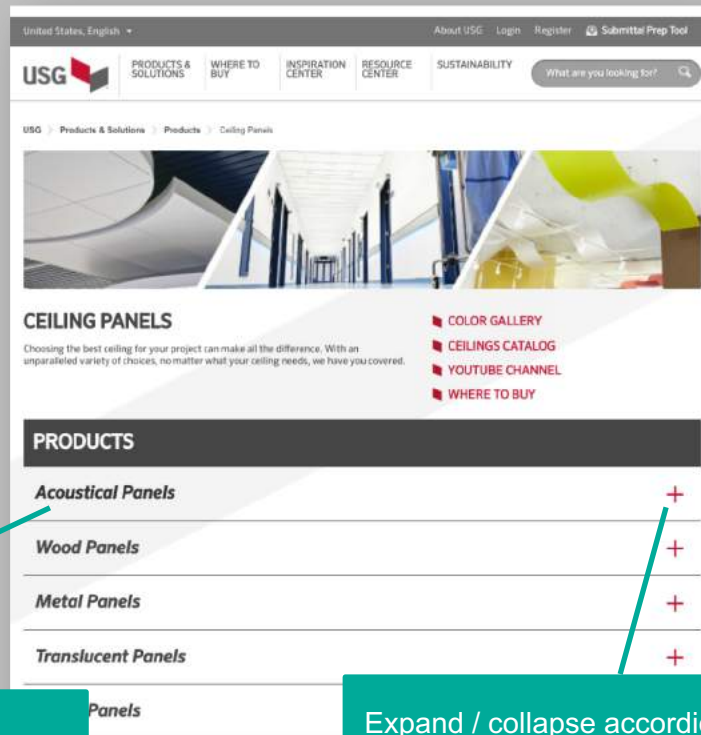 United States, English
About USG Login Register Submittal Prep Tool
USG
PRODUCTS & SOLUTIONS
WHERE TO BUY
INSPIRATION CENTER
RESOURCE CENTER
SUSTAINABILITY
What are you looking for?
USG > Products & Solutions > Products > Ceiling Panels
CEILING PANELS
Choosing the best ceiling for your project can make all the difference. With an
unparalleled variety of choices, no matter what your ceiling needs, we have you covered.
COLOR GALLERY
CEILINGS CATALOG
YOUTUBE CHANNEL
WHERE TO BUY
PRODUCTS
Acoustical Panels +
Wood Panels +
Metal Panels +
Translucent Panels +
Panels
Expand / collapse